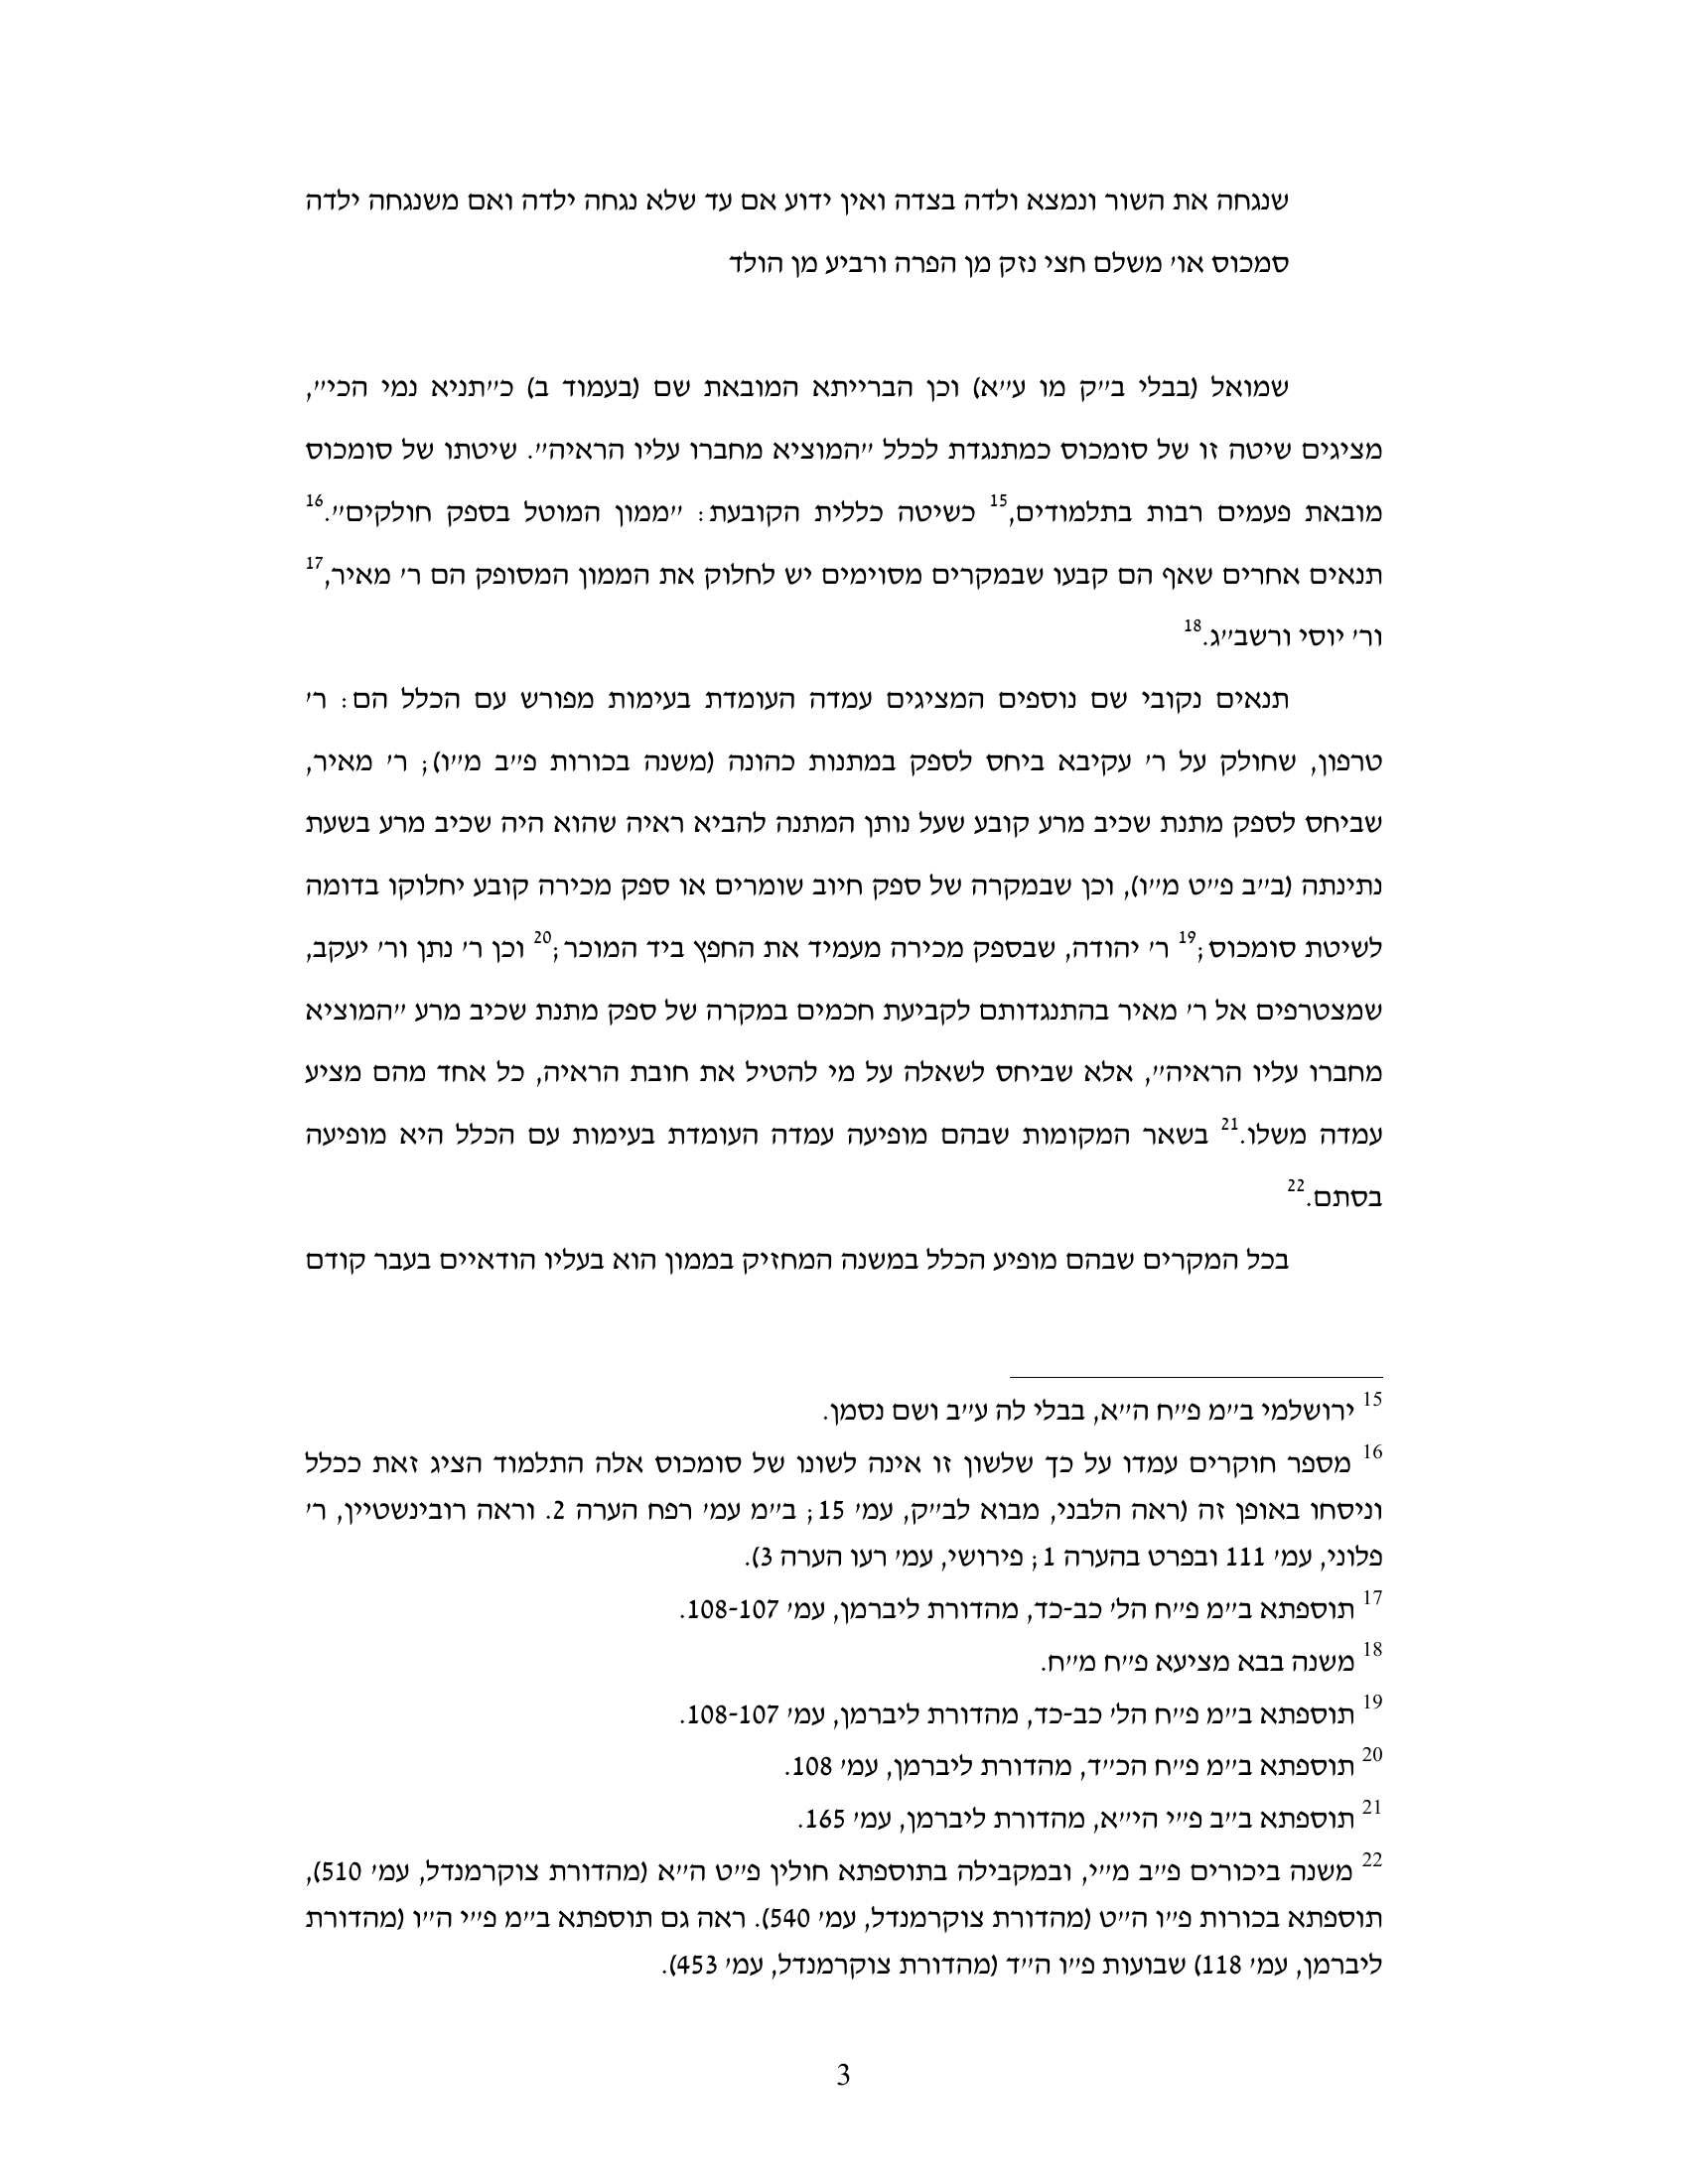 שנגחה את השור ונמצא ולדה בצדה ואין ידוע אם עד שלא נגחה ילדה ואם משנגחה ילדה
סמכוס או׳ משלם חצי נזק מן הפרה ורביע מן הולד
שמואל (בבלי ב״ק מו ע״א) וכן הברייתא המובאת שם (בעמוד ב) כ״תניא נמי הכי״,
מציגים שיטה זו של סומכוס כמתנגדת לכלל ״המוציא מחברו עליו הראיה״. שיטתו של סומכוס
מובאת פעמים רבות בתלמודים,15 כשיטה כללית הקובעת: ״ממון המוטל בספק חולקים״.16
תנאים אחרים שאף הם קבעו שבמקרים מסוימים יש לחלוק את הממון המסופק הם ר׳ מאיר,17
ור׳ יוסי ורשב״ג.18
תנאים נקובי שם נוספים המציגים עמדה העומדת בעימות מפורש עם הכלל הם: ר׳
טרפון, שחולק על ר׳ עקיבא ביחס לספק במתנות כהונה (משנה בכורות פ״ב מ״ו); ר׳ מאיר,
שביחס לספק מתנת שכיב מרע קובע שעל נותן המתנה להביא ראיה שהוא היה שכיב מרע בשעת
נתינתה (ב״ב פ״ט מ״ו), וכן שבמקרה של ספק חיוב שומרים או ספק מכירה קובע יחלוקו בדומה
לשיטת סומכוס;19 ר׳ יהודה, שבספק מכירה מעמיד את החפץ ביד המוכר;20 וכן ר׳ נתן ור׳ יעקב,
שמצטרפים אל ר׳ מאיר בהתנגדותם לקביעת חכמים במקרה של ספק מתנת שכיב מרע ״המוציא
מחברו עליו הראיה״, אלא שביחס לשאלה על מי להטיל את חובת הראיה, כל אחד מהם מציע
עמדה משלו.21 בשאר המקומות שבהם מופיעה עמדה העומדת בעימות עם הכלל היא מופיעה
בסתם.22
בכל המקרים שבהם מופיע הכלל במשנה המחזיק בממון הוא בעליו הודאיים בעבר קודם
15 ירושלמי ב״מ פ״ח ה״א, בבלי לה ע״ב ושם נסמן.
16 מספר חוקרים עמדו על כך שלשון זו אינה לשונו של סומכוס אלה התלמוד הציג זאת ככלל
וניסחו באופן זה (ראה הלבני, מבוא לב״ק, עמ׳ 15; ב״מ עמ׳ רפח הערה 2. וראה רובינשטיין, ר׳
פלוני, עמ׳ 111 ובפרט בהערה 1; פירושי, עמ׳ רעו הערה 3).
17 תוספתא ב״מ פ״ח הל׳ כב-כד, מהדורת ליברמן, עמ׳ 108-107.
18 משנה בבא מציעא פ״ח מ״ח.
19 תוספתא ב״מ פ״ח הל׳ כב-כד, מהדורת ליברמן, עמ׳ 108-107.
20 תוספתא ב״מ פ״ח הכ״ד, מהדורת ליברמן, עמ׳ 108.
21 תוספתא ב״ב פ״י הי״א, מהדורת ליברמן, עמ׳ 165.
22 משנה ביכורים פ״ב מ״י, ובמקבילה בתוספתא חולין פ״ט ה״א (מהדורת צוקרמנדל, עמ׳ 510),
תוספתא בכורות פ״ו ה״ט (מהדורת צוקרמנדל, עמ׳ 540). ראה גם תוספתא ב״מ פ״י ה״ו (מהדורת
ליברמן, עמ׳ 118) שבועות פ״ו ה״ד (מהדורת צוקרמנדל, עמ׳ 453).
3